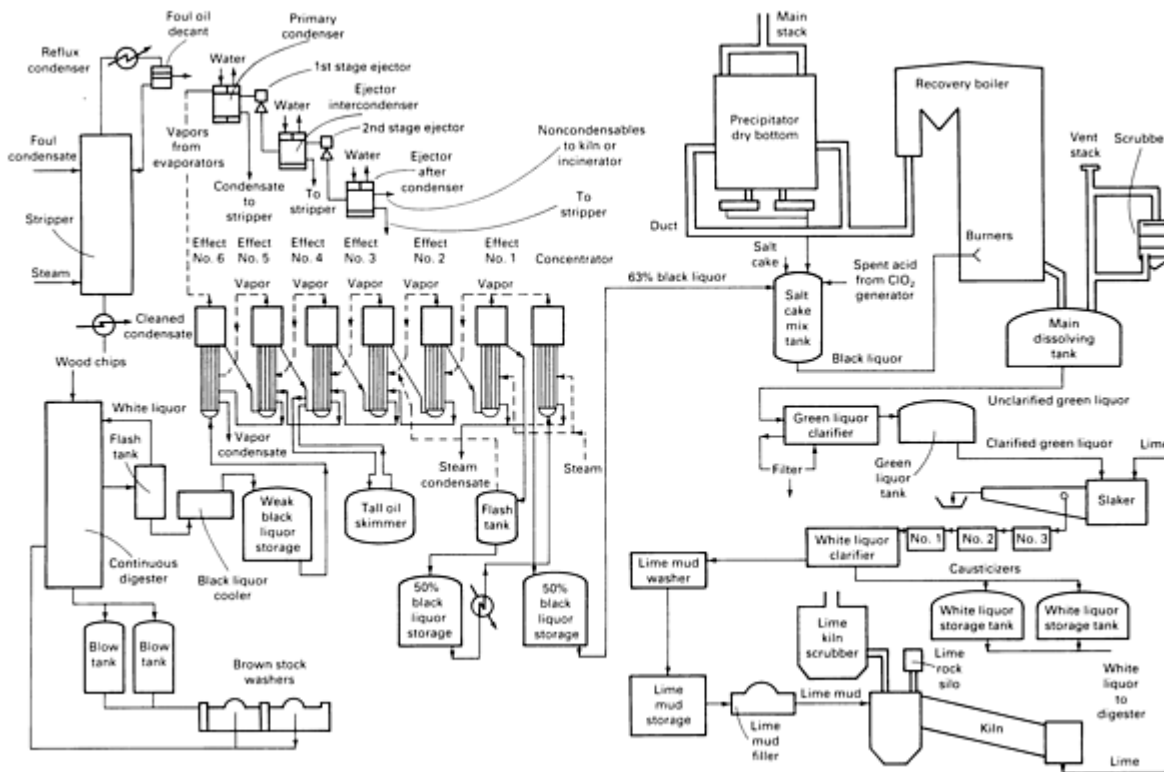 Foul oil
decant
Reflux
condenser
Primary
condenser
Water
1st stage ejector
Ejector
intercondenser
Water
2nd stage ejector
Water
Ejector
after
condenser
Noncondensables
to kiln or
incinerator
Foul
condensate
Vapors
from
evaporators
Condensate
to
stripper
To
stripper
To
stripper
Stripper
Steam
Cleaned
condensate
Effect
No. 6
Effect
No. 5
Effect
No. 4
Effect
No. 3
Effect
No. 2
Effect
No. 1
Concentrator
Vapor
Vapor
Vapor
Vapor
Vapor
Wood chips
White liquor
Flash
tank
Vapor
condensate
Weak
black
liquor
storage
Tall oil
skimmer
Steam
condensate
Steam
Flash
tank
Continuous
digester
Black liquor
cooler
50%
black
liquor
storage
50%
black
liquor
storage
Blow
tank
Blow
tank
Brown stock
washers
Main
stack
Precipitator
dry bottom
Recovery boiler
Vent
stack
Scrubbe
Duct
Burners
Salt
cake
63% black liquor
Spent acid
from ClO2
generator
Salt
cake
mix
tank
Black liquor
Main
dissolving
tank
Unclarified green liquor
Green liquor
clarifier
Filter
Green
liquor
tank
Clarified green liquor
Lime
Slaker
White liquor
clarifier
No. 1
No. 2
No. 3
Causticizers
Lime mud
washer
White liquor
storage tank
White liquor
storage tank
White
liquor
to
digester
Lime
kiln
scrubber
Lime
rock
silo
Lime
mud
storage
Lime mud
Lime
mud
filler
Kiln
Lime